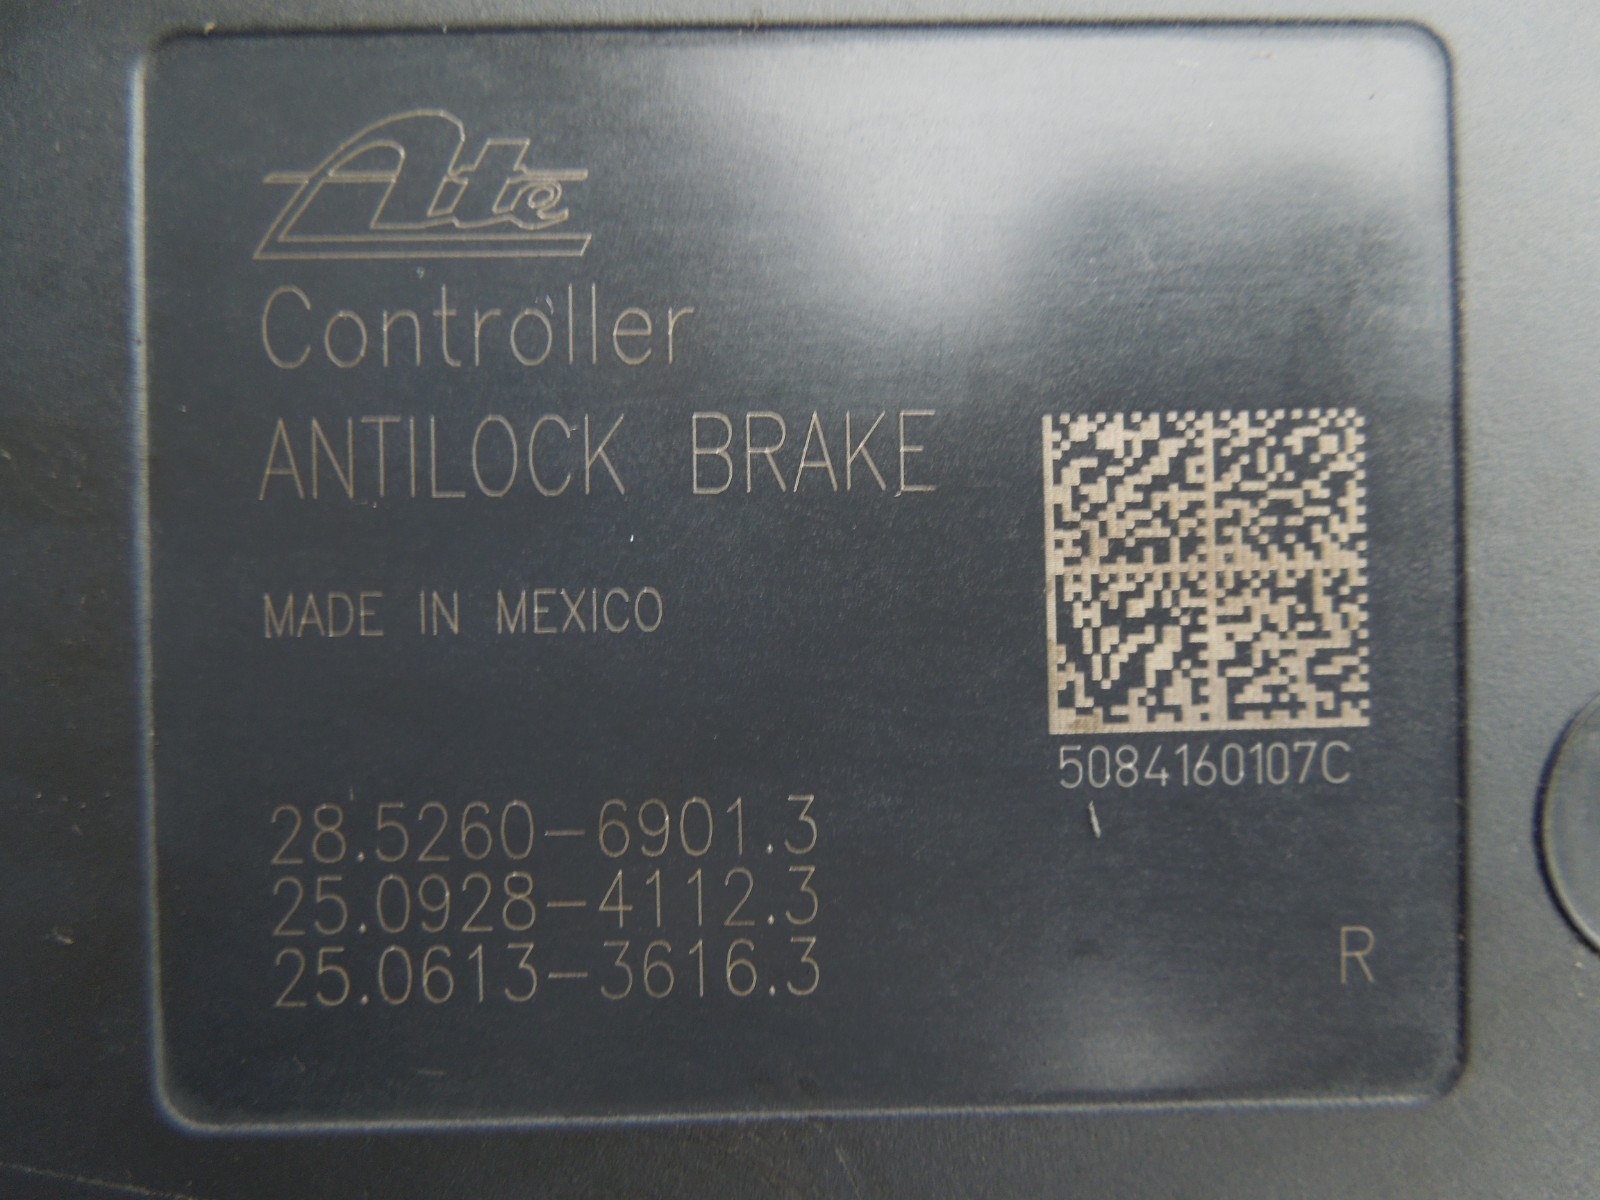 Ate
Controller
ANTILOCK BRAKE
MADE IN MEXICO
5084160107C
28.5260-6901.3
25.0928-4112.3
25.0613-3616.3
R